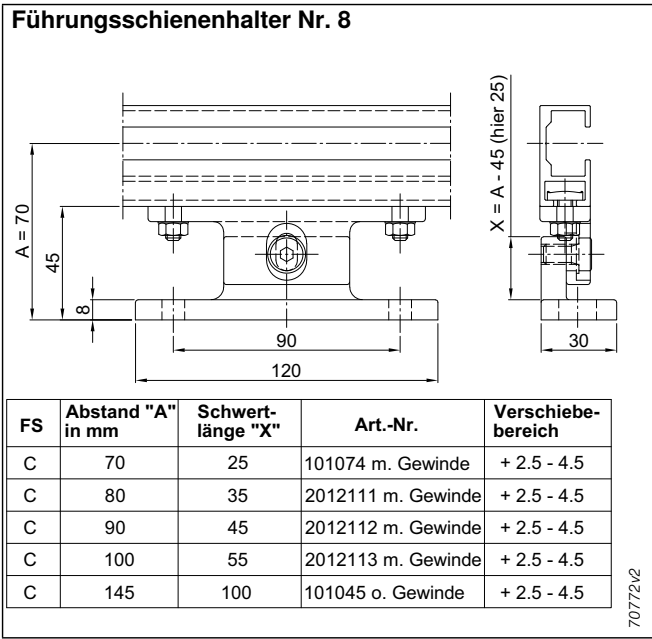 Führungsschienenhalter Nr. 8
X = A - 45 (hier 25)
A = 70
45
8
90
120
30
FS Abstand "A" in mm Schwert-länge "X" Art.-Nr. Verschiebe-bereich
C 70 25 101074 m. Gewinde + 2.5 - 4.5
C 80 35 2012111 m. Gewinde + 2.5 - 4.5
C 90 45 2012112 m. Gewinde + 2.5 - 4.5
C 100 55 2012113 m. Gewinde + 2.5 - 4.5
C 145 100 101045 o. Gewinde + 2.5 - 4.5
70772v2